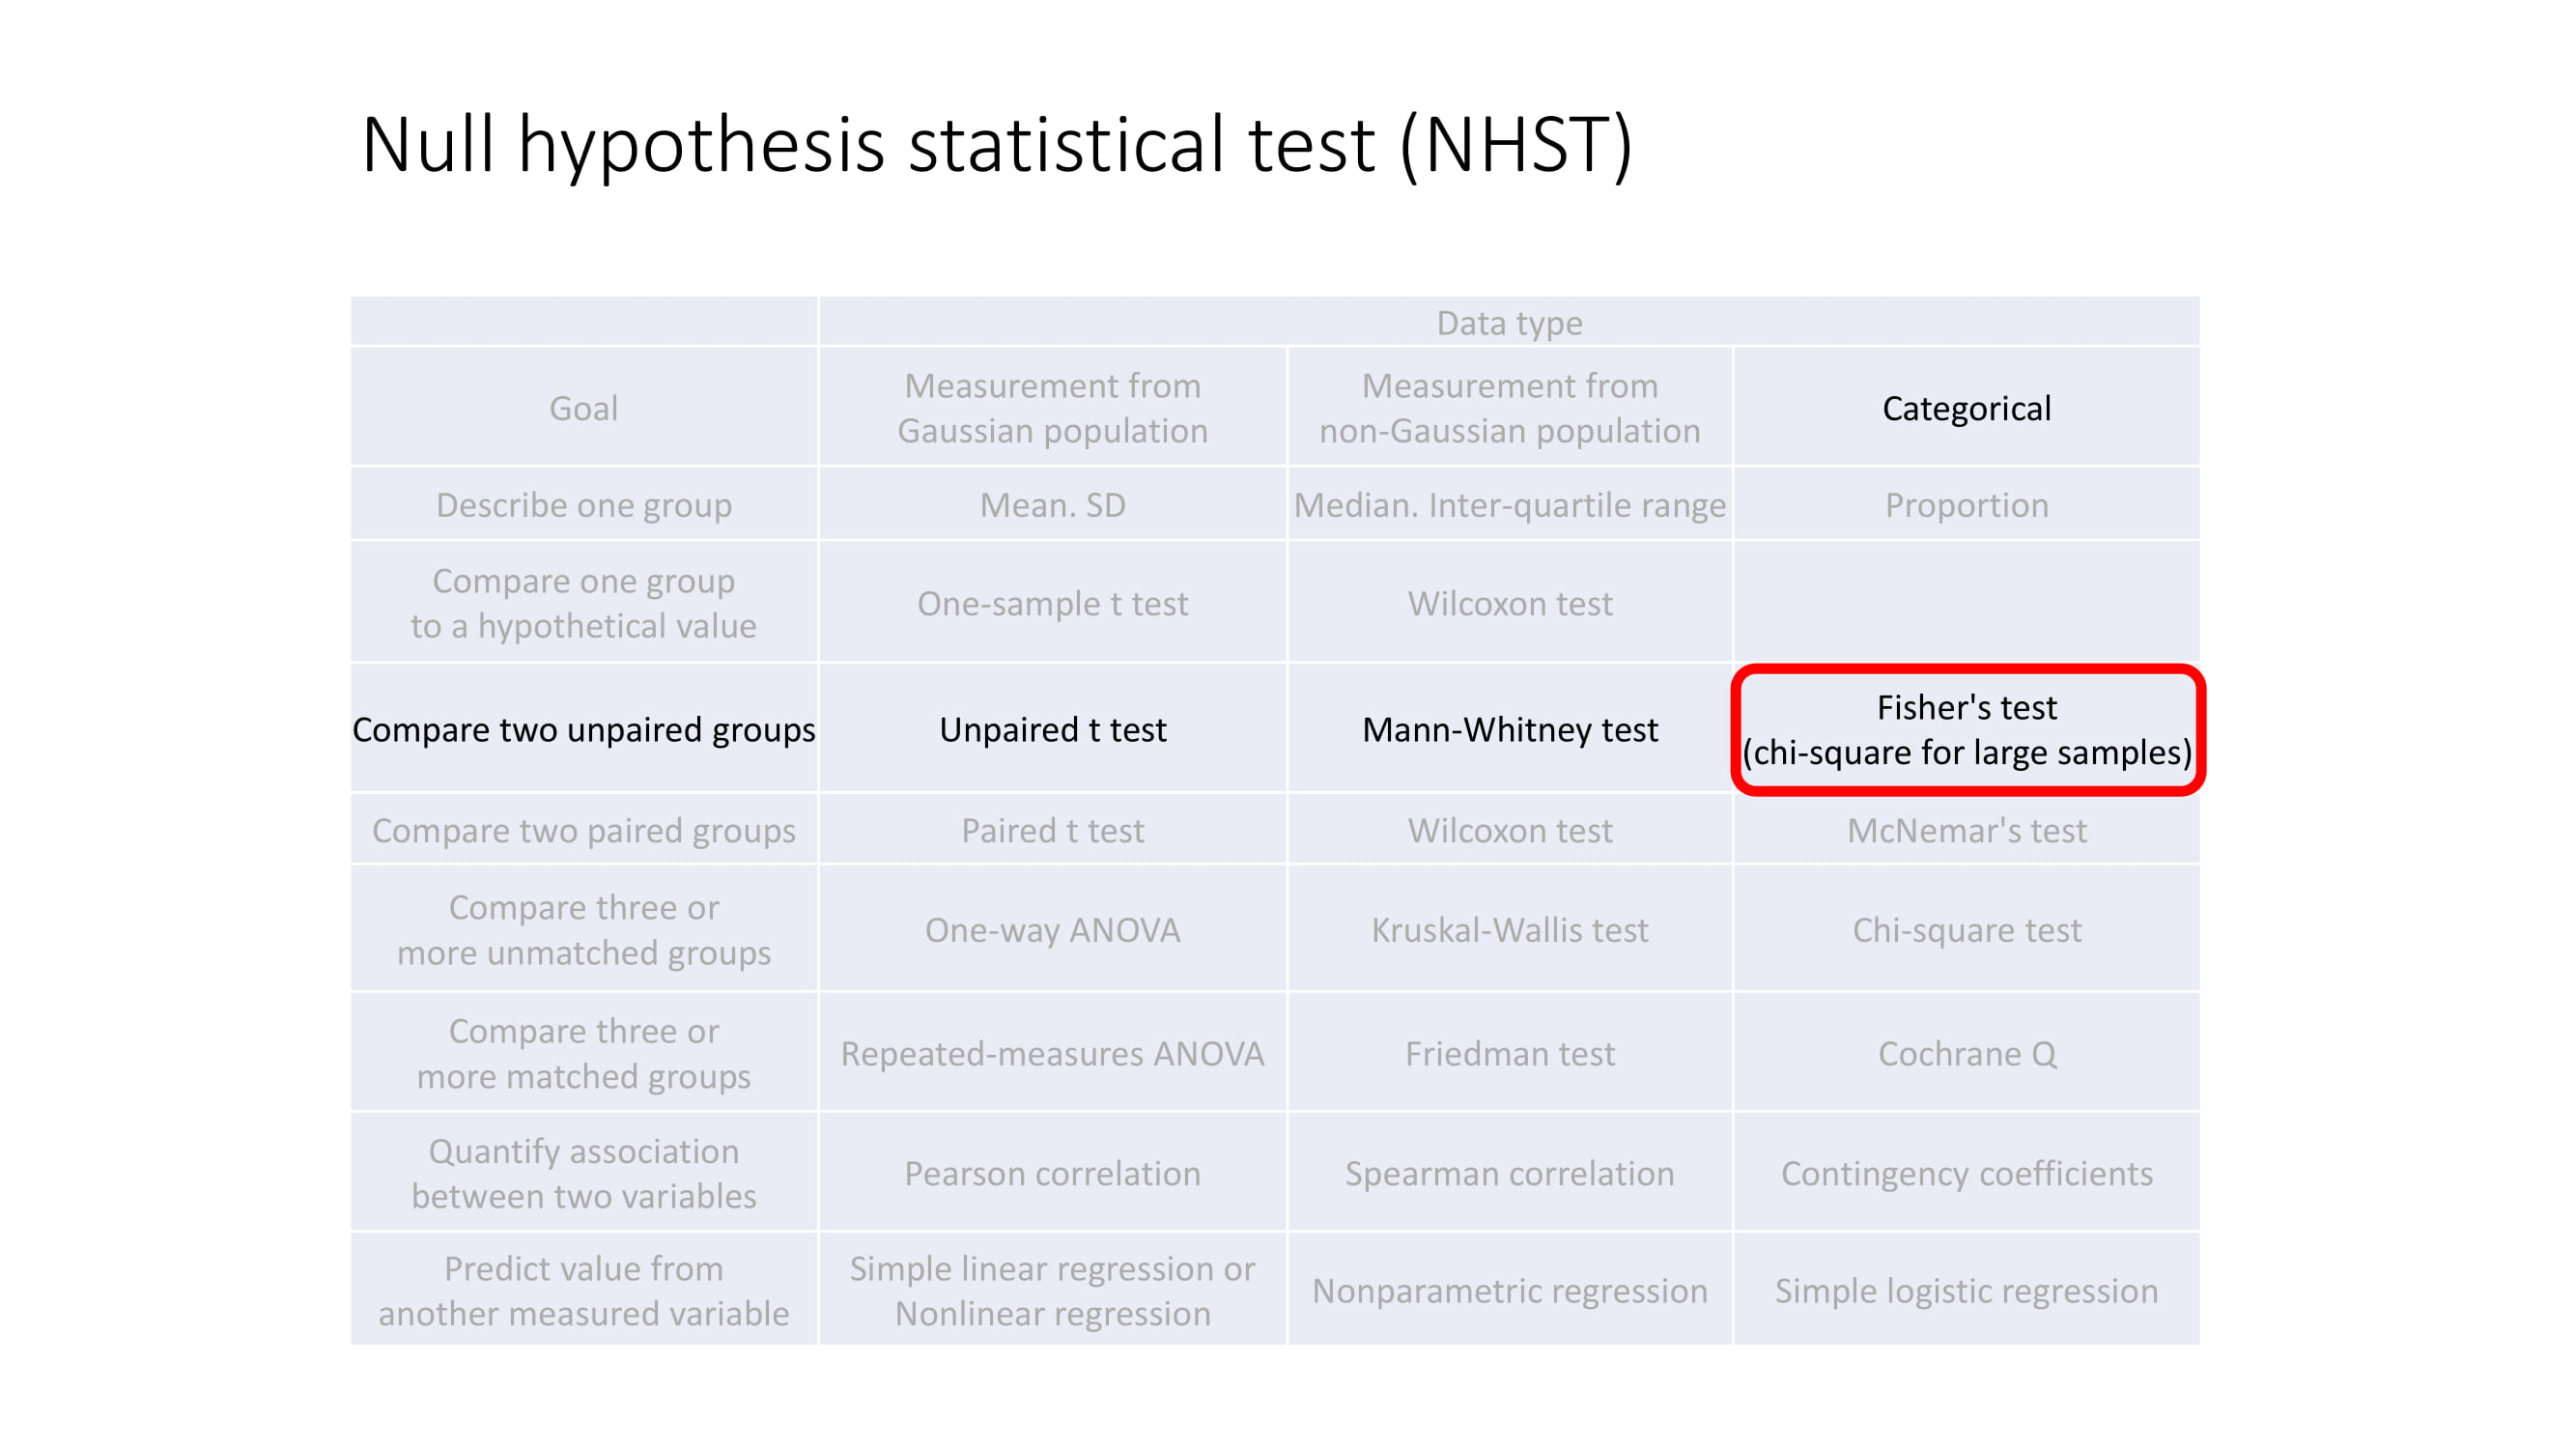 Null hypothesis statistical test (NHST)
Data type
Goal
Measurement from
Gaussian population
Measurement from
non-Gaussian population
Categorical
Describe one group
Mean. SD
Median. Inter-quartile range
Proportion
Compare one group
to a hypothetical value
One-sample t test
Wilcoxon test
Compare two unpaired groups
Unpaired t test
Mann-Whitney test
Fisher's test
(chi-square for large samples)
Compare two paired groups
Paired t test
Wilcoxon test
McNemar's test
Compare three or
more unmatched groups
One-way ANOVA
Kruskal-Wallis test
Chi-square test
Compare three or
more matched groups
Repeated-measures ANOVA
Friedman test
Cochrane Q
Quantify association
between two variables
Pearson correlation
Spearman correlation
Contingency coefficients
Predict value from
another measured variable
Simple linear regression or
Nonlinear regression
Nonparametric regression
Simple logistic regression